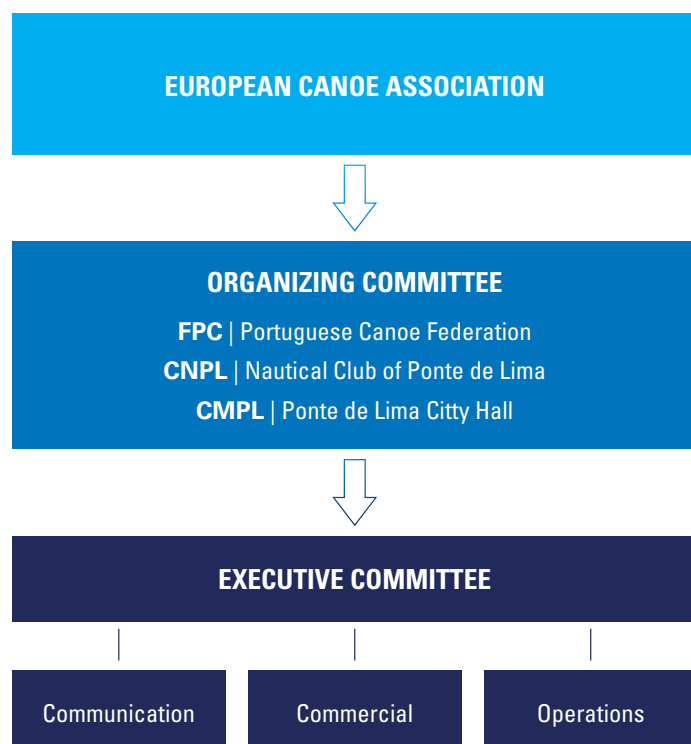 EUROPEAN CANOE ASSOCIATION
ORGANIZING COMMITTEE
FPC | Portuguese Canoe Federation
CNPL | Nautical Club of Ponte de Lima
CMPL | Ponte de Lima Citty Hall
EXECUTIVE COMMITTEE
Communication
Commercial
Operations